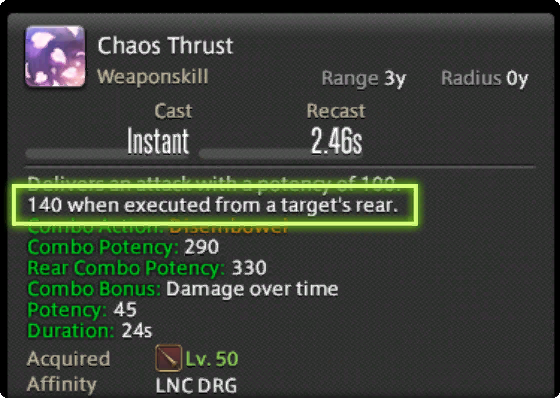 Chaos Thrust
Weaponskill Range 3y Radius 0y
Cast Recast
Instant 2.46s
Delivers an attack with a potency of 100.
140 when executed from a target's rear.
Combo Action: Disembowel
Combo Potency: 290
Rear Combo Potency: 330
Combo Bonus: Damage over time
Potency: 45
Duration: 24s
Acquired Lv. 50
Affinity LNC DRG